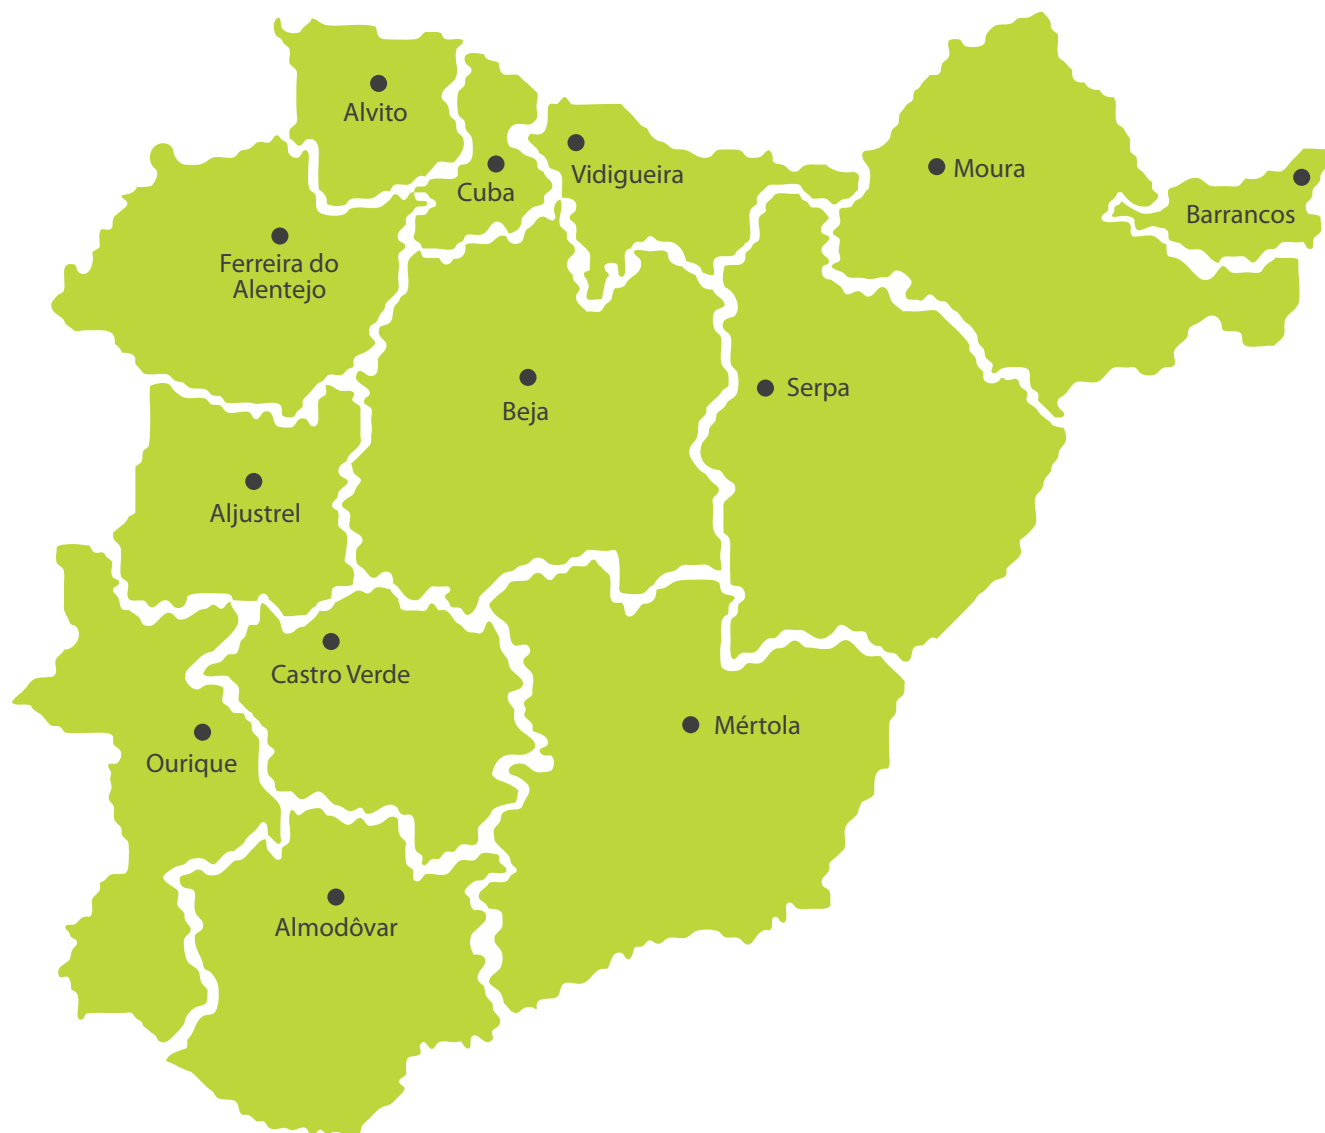 Alvito
Cuba
Vidigueira
Moura
Barrancos
Ferreira do
Alentejo
Beja
Serpa
Aljustrel
Castro Verde
Mértola
Ourique
Almodôvar